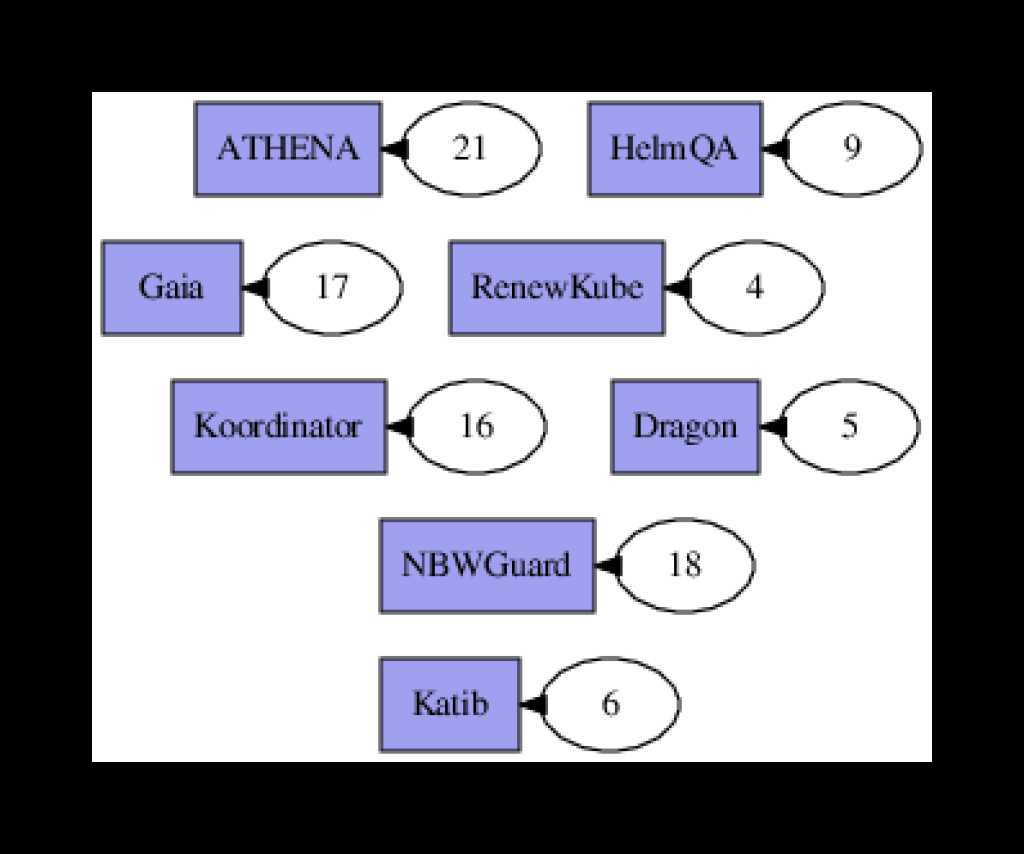 ATHENA 21 HelmQA 9
Gaia 17 RenewKube 4
Koordinator 16 Dragon 5
NBWGuard 18
Katib 6